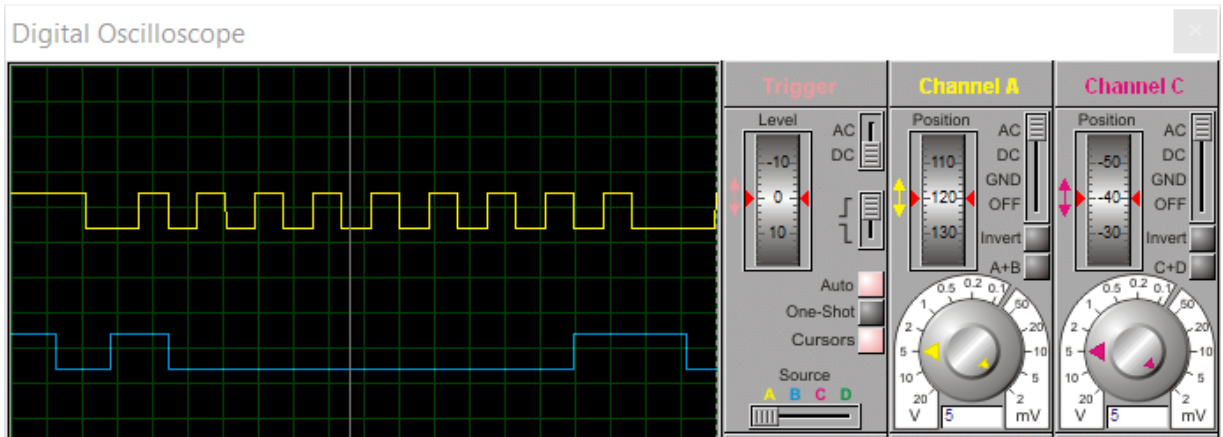 Digital Oscilloscope
×
Trigger
Level
-10
0
10
AC
DC
Auto
One-Shot
Cursors
Source
A B C D
Channel A
Position
110
120
130
AC
DC
GND
OFF
Invert
A+B
20 10 5 2 1 0.5 0.2 0.1 50 20 10 5 2
V
5
mV
Channel C
Position
-50
-40
-30
AC
DC
GND
OFF
Invert
C+D
20 10 5 2 1 0.5 0.2 0.1 50 20 10 5 2
V
5
mV